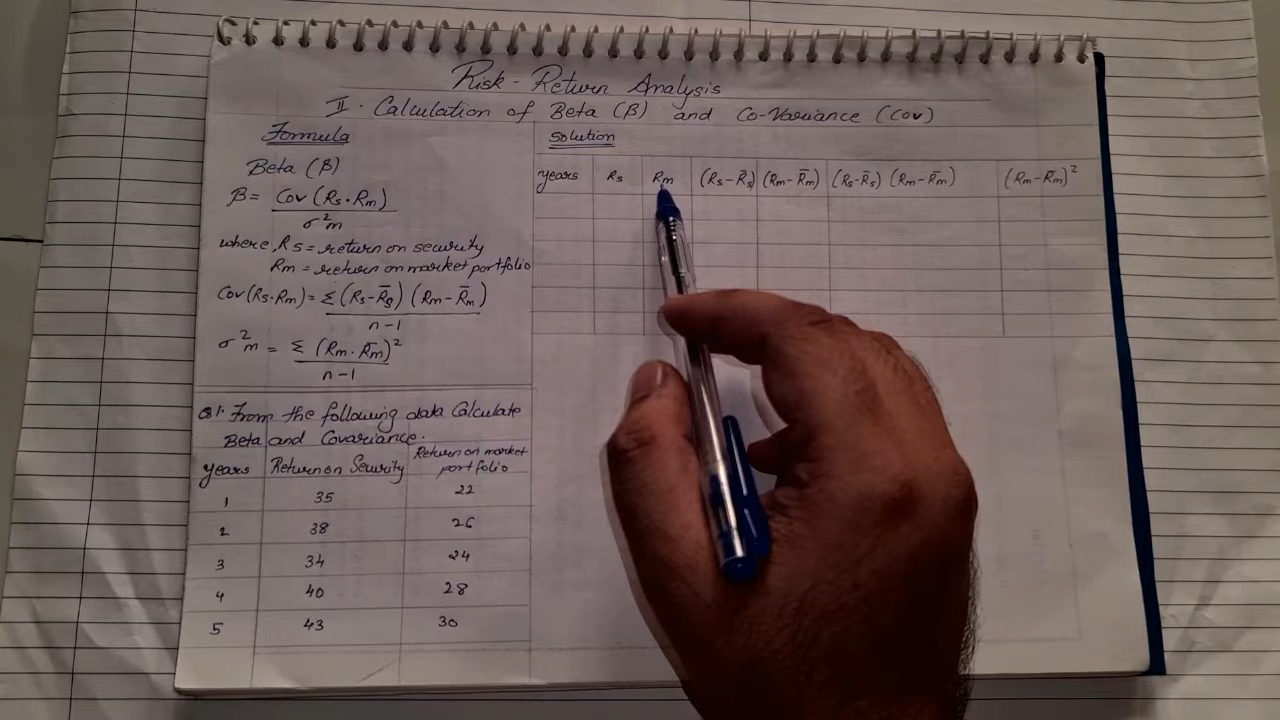 Risk-Return Analysis
II. Calculation of Beta (β) and Co-Variance (Cov)
Formula
Beta (β)
β = Cov (Rs·Rm)
σ²m
where, Rs = return on security
Rm = return on market portfolio
Cov(Rs·Rm) = Σ (Rs-R̄s) (Rm-R̄m)
n-1
σ²m = Σ (Rm·R̄m)²
n-1
Q1. From the following data Calculate
Beta and Covariance.
years Return on Security Return on market portfolio
1 35 22
2 38 26
3 34 24
4 40 28
5 43 30
Solution
years Rs Rm (Rs-R̄s) (Rm-R̄m) (Rs-R̄s) (Rm-R̄m) (Rm-R̄m)²